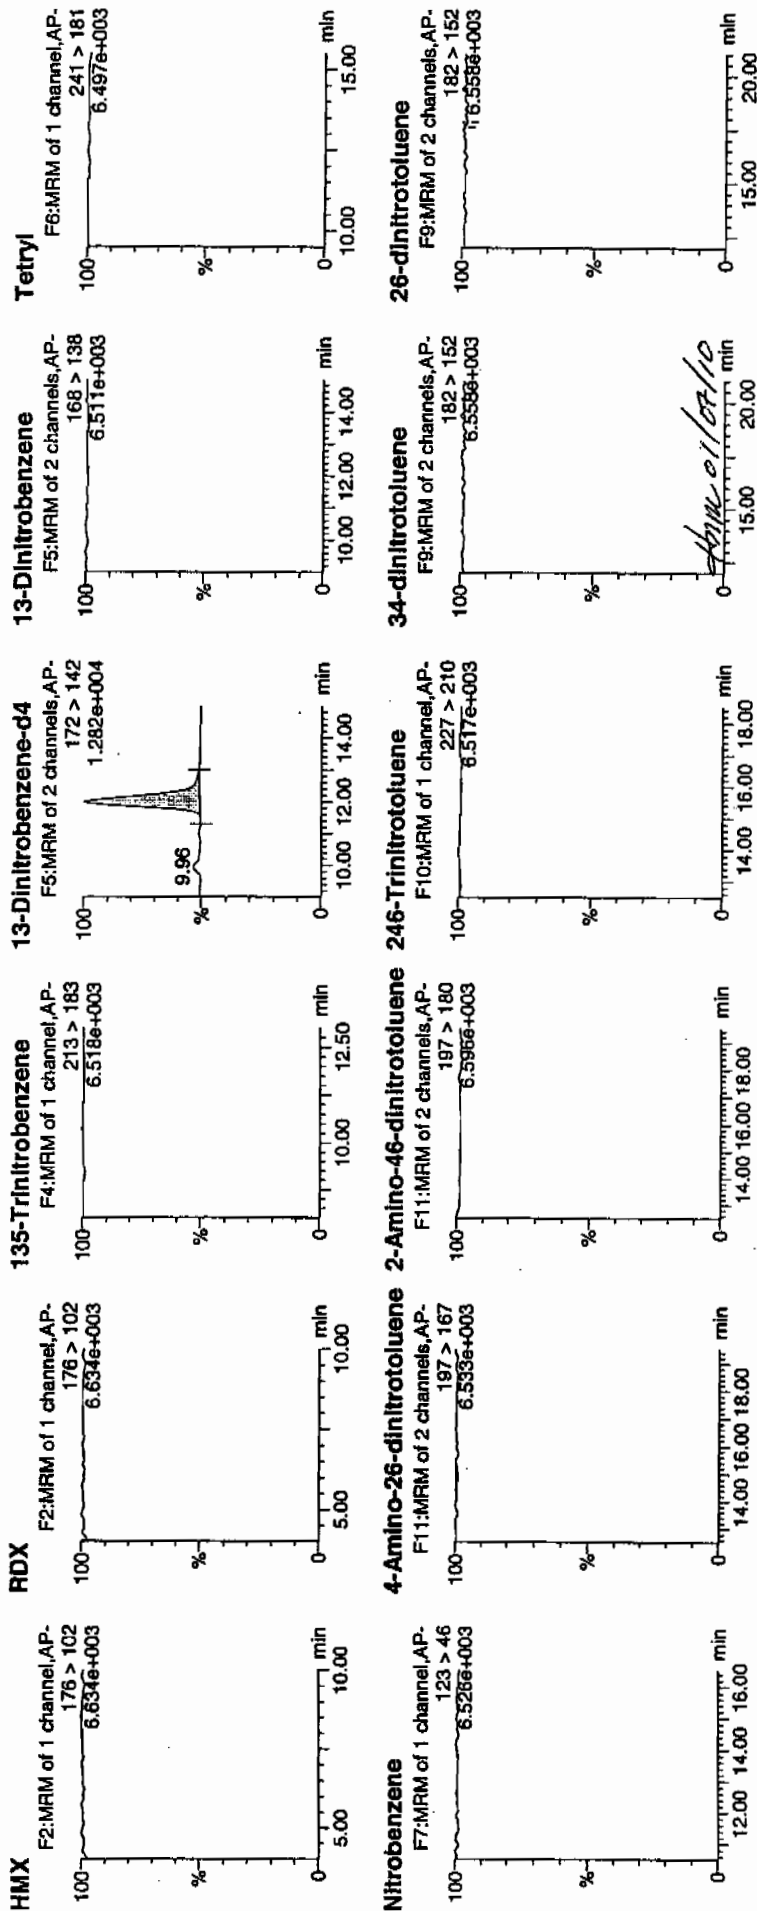 HMX
F2:MRM of 1 channel,AP-
176 > 102
6.634e+003
100
%
0
5.00 10.00 min
RDX
F2:MRM of 1 channel,AP-
176 > 102
6.634e+003
100
%
0
5.00 10.00 min
135-Trinitrobenzene
F4:MRM of 1 channel,AP-
213 > 183
6.518e+003
100
%
0
10.00 12.50 min
13-Dinitrobenzene-d4
F5:MRM of 2 channels,AP-
172 > 142
1.282e+004
100
9.96
%
0
10.00 12.00 14.00 min
13-Dinitrobenzene
F5:MRM of 2 channels,AP-
168 > 138
6.511e+003
100
%
0
10.00 12.00 14.00 min
Tetryl
F6:MRM of 1 channel,AP-
241 > 181
6.497e+003
100
%
0
10.00 15.00 min
Nitrobenzene
F7:MRM of 1 channel,AP-
123 > 46
6.526e+003
100
%
0
12.00 14.00 16.00 min
4-Amino-26-dinitrotoluene
F11:MRM of 2 channels,AP-
197 > 167
6.533e+003
100
%
0
14.00 16.00 18.00 min
2-Amino-46-dinitrotoluene
F11:MRM of 2 channels,AP-
197 > 180
6.596e+003
100
%
0
14.00 16.00 18.00 min
246-Trinitrotoluene
F10:MRM of 1 channel,AP-
227 > 210
6.517e+003
100
%
0
14.00 16.00 18.00 min
34-dinitrotoluene
F9:MRM of 2 channels,AP-
182 > 152
6.558e+003
100
%
0
15.00 20.00 min
01/07/10
26-dinitrotoluene
F9:MRM of 2 channels,AP-
182 > 152
6.558e+003
100
%
0
15.00 20.00 min